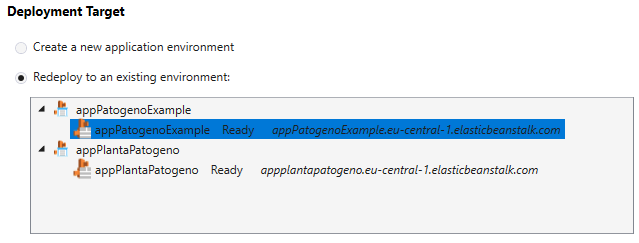 Deployment Target
Create a new application environment
Redeploy to an existing environment:
appPatogenoExample
appPatogenoExample Ready appPatogenoExample.eu-central-1.elasticbeanstalk.com
appPlantaPatogeno
appPlantaPatogeno Ready appplantapatogeno.eu-central-1.elasticbeanstalk.com